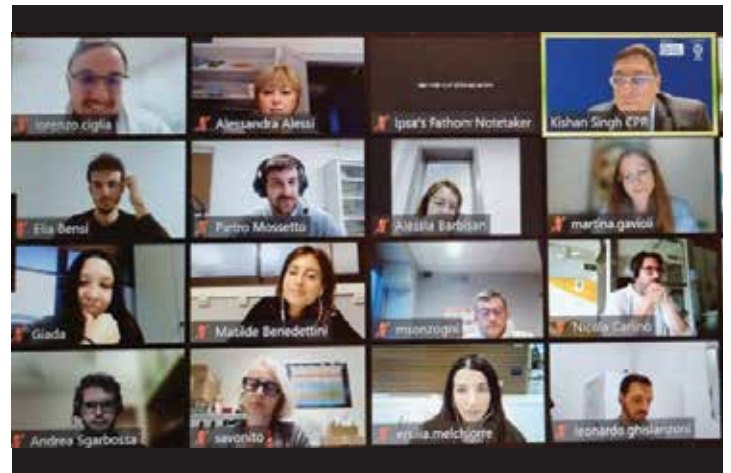 lorenzo.ciglia
Alessandra Alessi
Ipsa's Fathom Notetaker
Kishan Singh CPR
Elia Bensi
Pietro Mossetto
Alessia Barbisan
martina.gavioli
Giada
Matilde Benedettini
msonzogni
Nicola Carlino
Andrea Sgarbossa
savonito
ersilia.melchiorre
leonardo.ghislanzoni